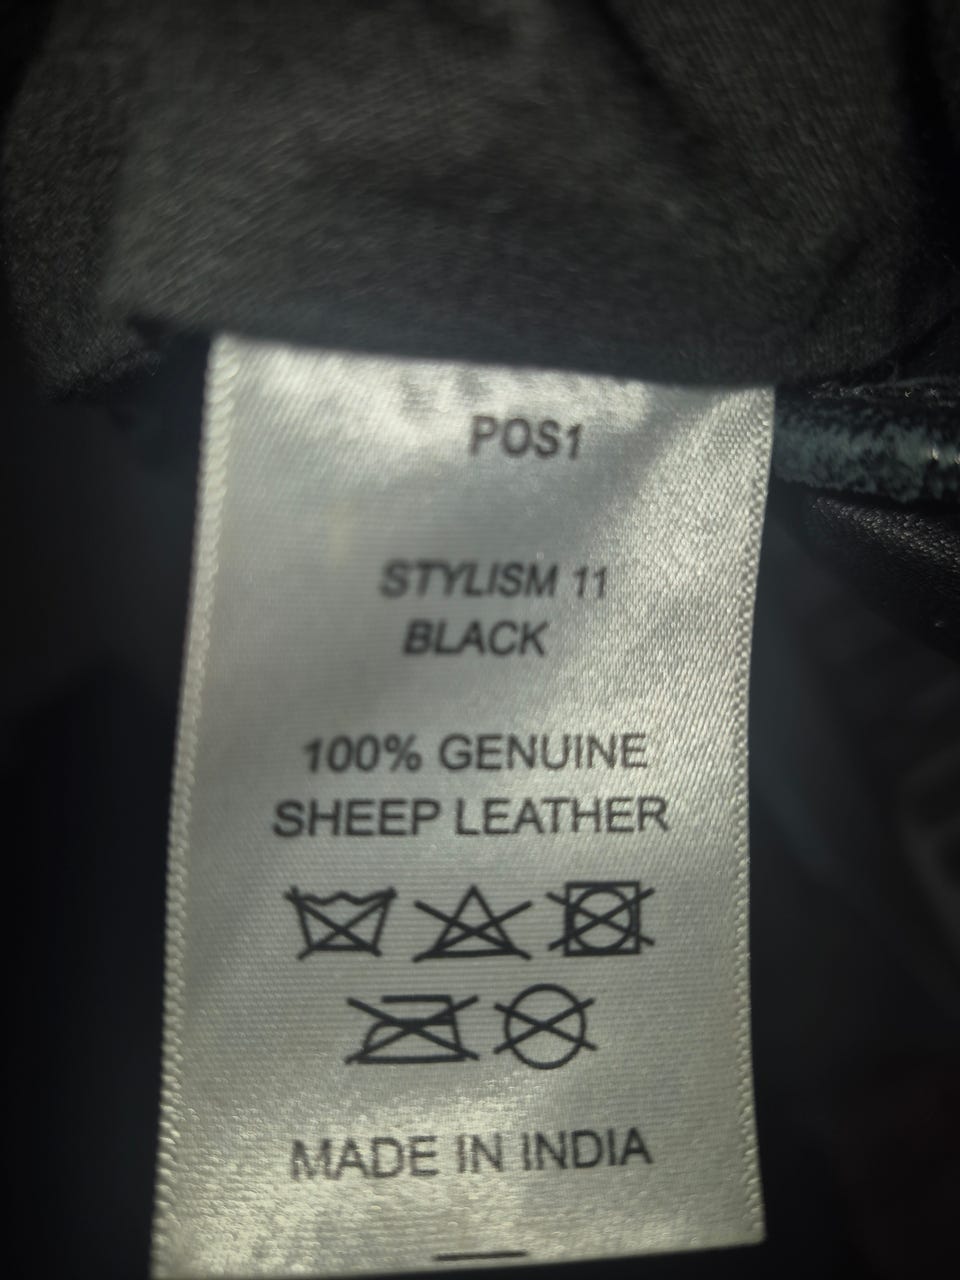 POS1
STYLISM 11
BLACK
100% GENUINE
SHEEP LEATHER
MADE IN INDIA